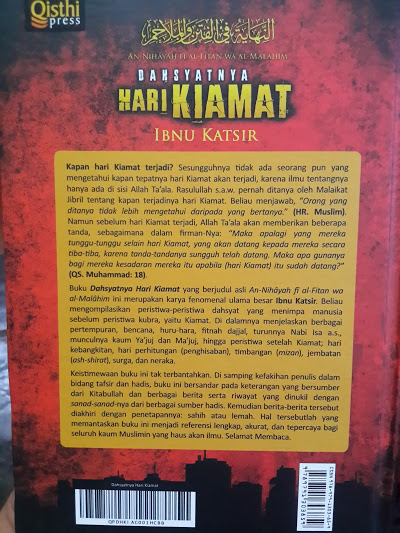 Qisthi
press
النهاية في الفتن والملاحم
AN-NIHÂYAH FI AL-FITAN WA AL-MALÂHIM
DAHSYATNYA
HARI KIAMAT
IBNU KATSIR
Kapan hari Kiamat terjadi? Sesungguhnya tidak ada seorang pun yang
mengetahui kapan tepatnya hari Kiamat akan terjadi, karena ilmu tentangnya
hanya ada di sisi Allah Ta'ala. Rasulullah s.a.w. pernah ditanya oleh Malaikat
Jibril tentang kapan terjadinya hari Kiamat. Beliau menjawab, "Orang yang
ditanya tidak lebih mengetahui daripada yang bertanya." (HR. Muslim).
Namun sebelum hari Kiamat terjadi, Allah Ta'ala akan memberikan beberapa
tanda, sebagaimana dalam firman-Nya: "Maka apalagi yang mereka
tunggu-tunggu selain hari Kiamat, yang akan datang kepada mereka secara
tiba-tiba, karena tanda-tandanya sungguh telah datang. Maka apa gunanya
bagi mereka kesadaran mereka itu apabila (hari Kiamat) itu sudah datang?"
(QS. Muhammad: 18).
Buku Dahsyatnya Hari Kiamat yang berjudul asli An-Nihâyah fî al-Fitan wa
al-Malâhim ini merupakan karya fenomenal ulama besar Ibnu Katsir. Beliau
mengompilasikan peristiwa-peristiwa dahsyat yang menimpa manusia
sebelum peristiwa kubra, yaitu Kiamat. Di dalamnya menjelaskan berbagai
pertempuran, bencana, huru-hara, fitnah dajjal, turunnya Nabi Isa a.s.,
munculnya kaum Ya'juj dan Ma'juj, hingga peristiwa setelah Kiamat; hari
kebangkitan, hari perhitungan (penghisaban), timbangan (mizan), jembatan
(ash-shirat), surga, dan neraka.
Keistimewaan buku ini tak terbantahkan. Di samping kefakihan penulis dalam
bidang tafsir dan hadis, buku ini bersandar pada keterangan yang bersumber
dari Kitabullah dan berbagai berita serta riwayat yang dinukil dengan
sanad-sanad-nya dari berbagai sumber hadis. Kemudian berita-berita tersebut
diakhiri dengan penetapannya: sahih atau lemah. Hal tersebutlah yang
memantaskan buku ini menjadi referensi lengkap, akurat, dan tepercaya bagi
seluruh kaum Muslimin yang haus akan ilmu. Selamat Membaca.
Dahsyatnya Hari Kiamat